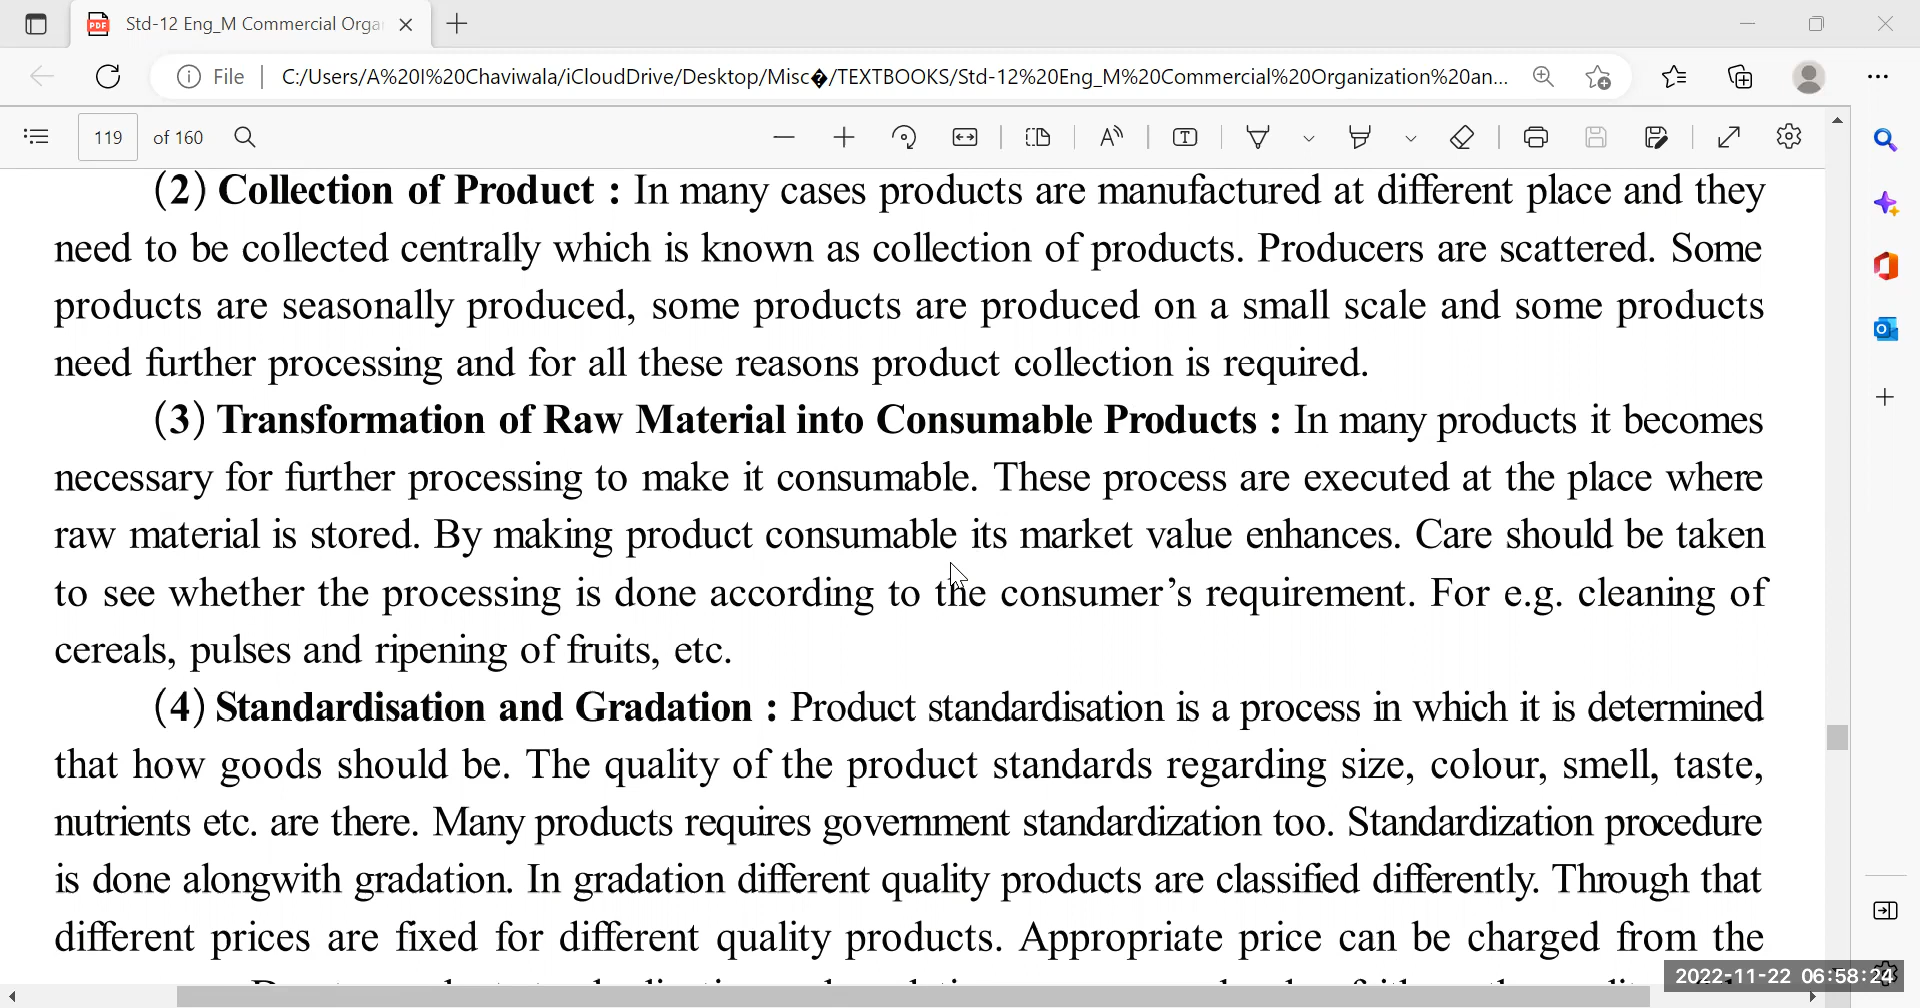 Std-12 Eng_M Commercial Orga
File
C:/Users/A%20I%20Chaviwala/iCloudDrive/Desktop/Misc�/TEXTBOOKS/Std-12%20Eng_M%20Commercial%20Organization%20an...
119 of 160
(2) Collection of Product : In many cases products are manufactured at different place and they
need to be collected centrally which is known as collection of products. Producers are scattered. Some
products are seasonally produced, some products are produced on a small scale and some products
need further processing and for all these reasons product collection is required.
(3) Transformation of Raw Material into Consumable Products : In many products it becomes
necessary for further processing to make it consumable. These process are executed at the place where
raw material is stored. By making product consumable its market value enhances. Care should be taken
to see whether the processing is done according to the consumer's requirement. For e.g. cleaning of
cereals, pulses and ripening of fruits, etc.
(4) Standardisation and Gradation : Product standardisation is a process in which it is determined
that how goods should be. The quality of the product standards regarding size, colour, smell, taste,
nutrients etc. are there. Many products requires government standardization too. Standardization procedure
is done alongwith gradation. In gradation different quality products are classified differently. Through that
different prices are fixed for different quality products. Appropriate price can be charged from the
2022-11-22 06:58:24